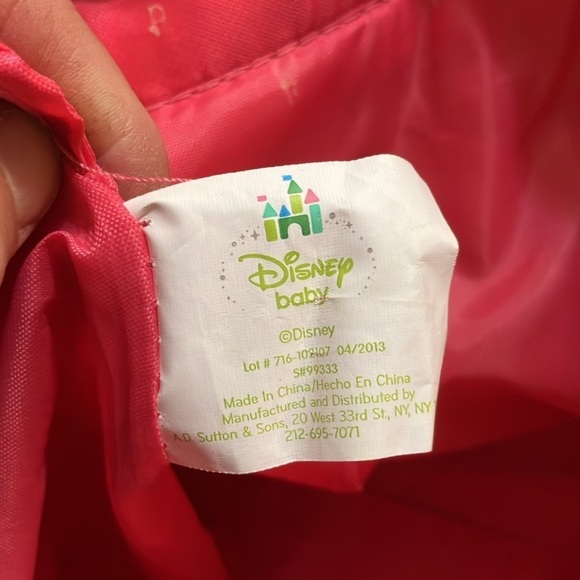 Disney
baby
©Disney
Lot # 716-102107 04/2013
S#99333
Made In China/Hecho En China
Manufactured and Distributed by
A.D. Sutton & Sons, 20 West 33rd St., NY, NY
212-695-7071